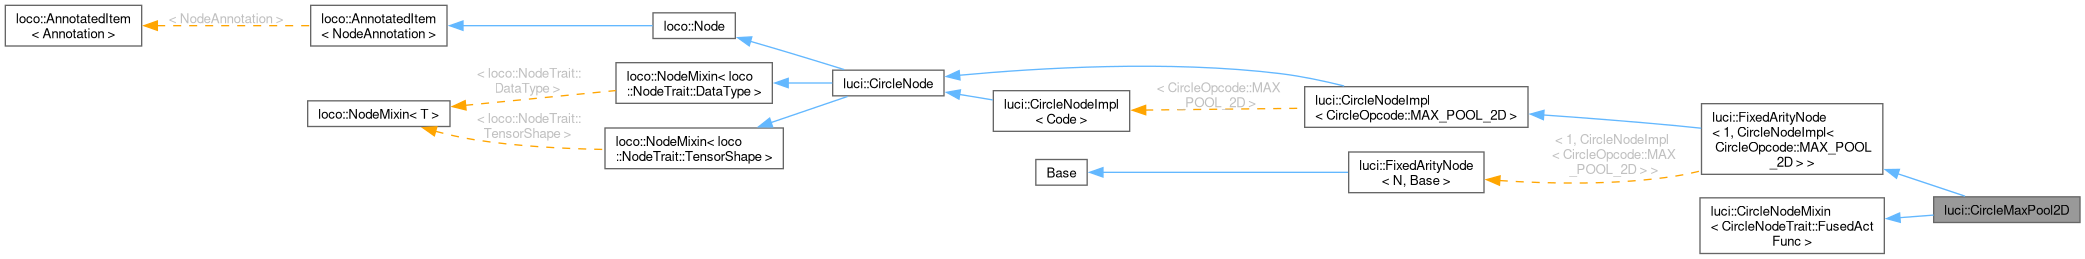 loco::AnnotatedItem
< Annotation >
< NodeAnnotation >
loco::AnnotatedItem
< NodeAnnotation >
loco::Node
loco::NodeMixin< T >
< loco::NodeTrait::
DataType >
< loco::NodeTrait::
TensorShape >
loco::NodeMixin< loco
::NodeTrait::DataType >
loco::NodeMixin< loco
::NodeTrait::TensorShape >
luci::CircleNode
luci::CircleNodeImpl
< Code >
< CircleOpcode::MAX
_POOL_2D >
luci::CircleNodeImpl
< CircleOpcode::MAX_POOL_2D >
Base
luci::FixedArityNode
< N, Base >
< 1, CircleNodeImpl
< CircleOpcode::MAX
_POOL_2D > >
luci::FixedArityNode
< 1, CircleNodeImpl<
CircleOpcode::MAX_POOL
_2D > >
luci::CircleNodeMixin
< CircleNodeTrait::FusedAct
Func >
luci::CircleMaxPool2D